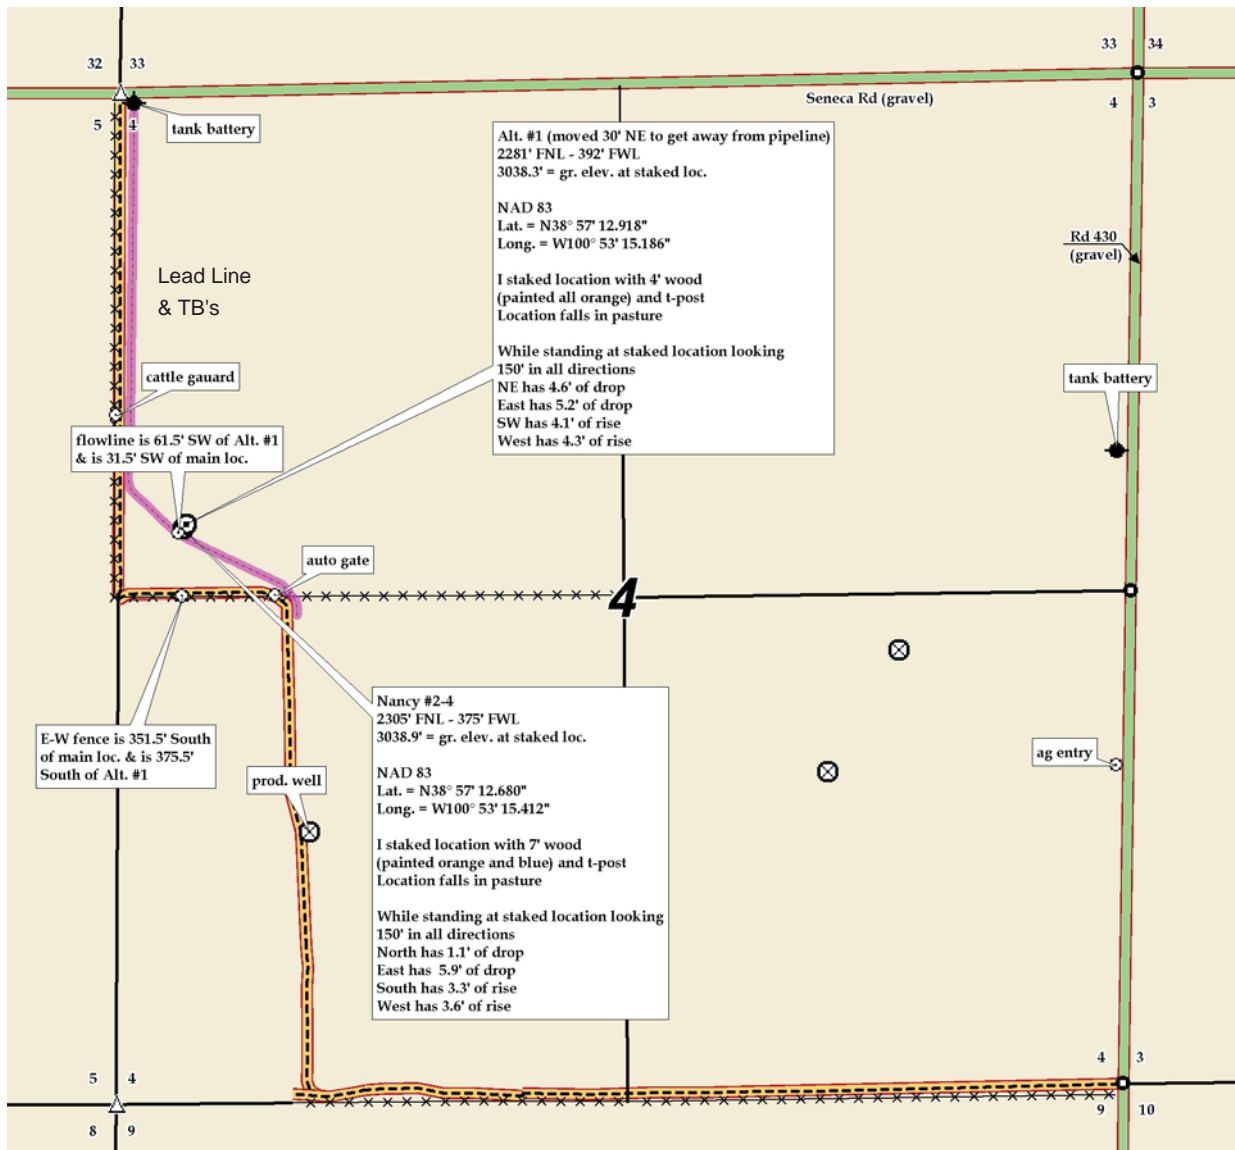 33 34
32 33
Seneca Rd (gravel)
4 3
5 4
tank battery
Alt. #1 (moved 30' NE to get away from pipeline)
2281' FNL - 392' FWL
3038.3' = gr. elev. at staked loc.
NAD 83
Lat. = N38° 57' 12.918"
Long. = W100° 53' 15.186"
I staked location with 4' wood
(painted all orange) and t-post
Location falls in pasture
While standing at staked location looking
150' in all directions
NE has 4.6' of drop
East has 5.2' of drop
SW has 4.1' of rise
West has 4.3' of rise
Rd 430
(gravel)
Lead Line
& TB's
cattle gauard
tank battery
flowline is 61.5' SW of Alt. #1
& is 31.5' SW of main loc.
auto gate
4
E-W fence is 351.5' South
of main loc. & is 375.5'
South of Alt. #1
prod. well
Nancy #2-4
2305' FNL - 375' FWL
3038.9' = gr. elev. at staked loc.
NAD 83
Lat. = N38° 57' 12.680"
Long. = W100° 53' 15.412"
I staked location with 7' wood
(painted orange and blue) and t-post
Location falls in pasture
While standing at staked location looking
150' in all directions
North has 1.1' of drop
East has 5.9' of drop
South has 3.3' of rise
West has 3.6' of rise
ag entry
4 3
5 4
9 10
8 9